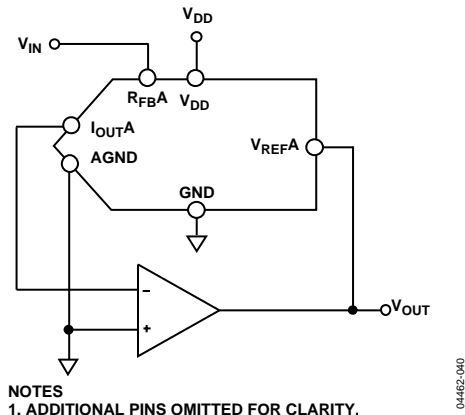 VDD
VIN
RFBA VDD
IOUTA
AGND
VREFA
GND
−
+
VOUT
NOTES
1. ADDITIONAL PINS OMITTED FOR CLARITY.
04462-040